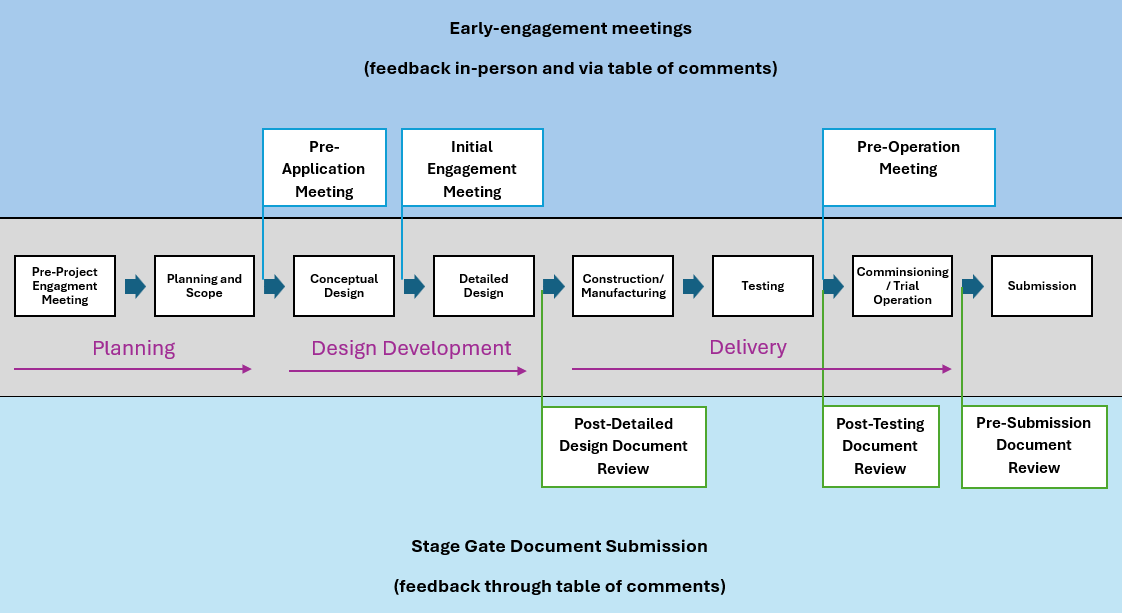 Early-engagement meetings
(feedback in-person and via table of comments)
Pre-
Application
Meeting
Initial
Engagement
Meeting
Pre-Operation
Meeting
Pre-Project
Engagment
Meeting
Planning and
Scope
Conceptual
Design
Detailed
Design
Construction/
Manufacturing
Testing
Comminsioning
/ Trial
Operation
Submission
Planning
Design Development
Delivery
Post-Detailed
Design Document
Review
Post-Testing
Document
Review
Pre-Submission
Document
Review
Stage Gate Document Submission
(feedback through table of comments)